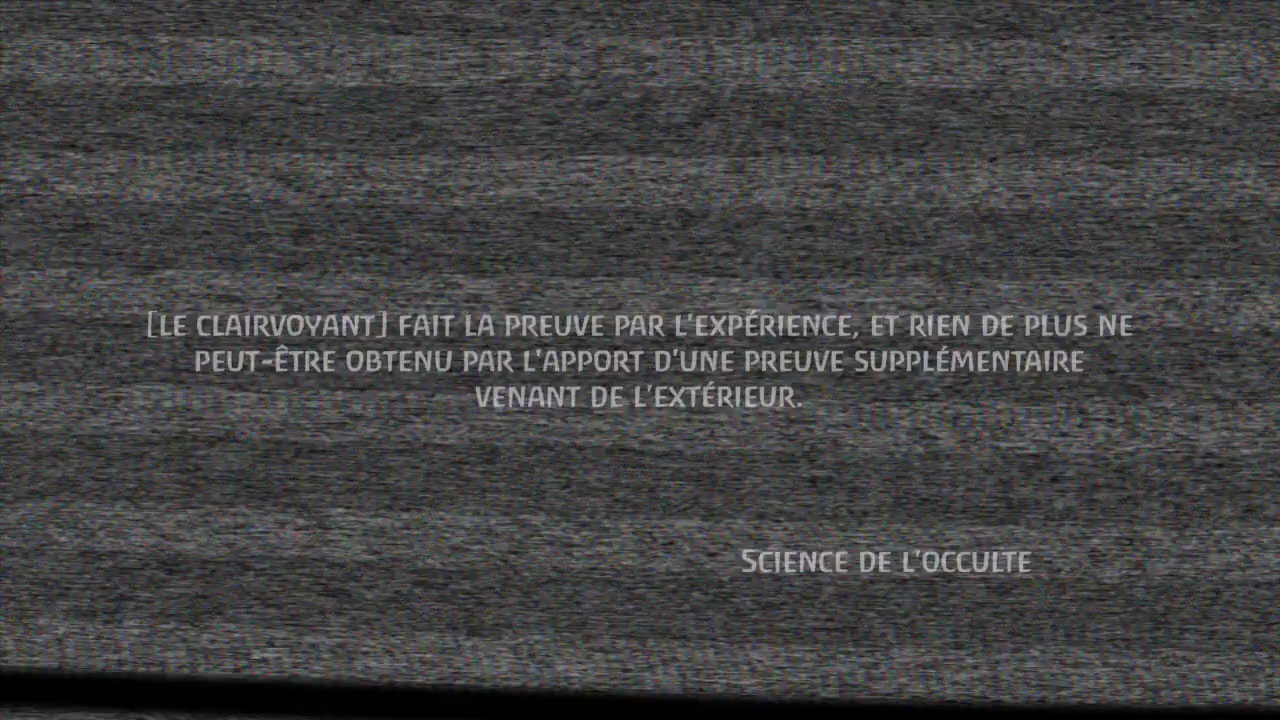 [LE CLAIRVOYANT] FAIT LA PREUVE PAR L'EXPÉRIENCE, ET RIEN DE PLUS NE
PEUT-ÊTRE OBTENU PAR L'APPORT D'UNE PREUVE SUPPLÉMENTAIRE
VENANT DE L'EXTÉRIEUR.
SCIENCE DE L'OCCULTE